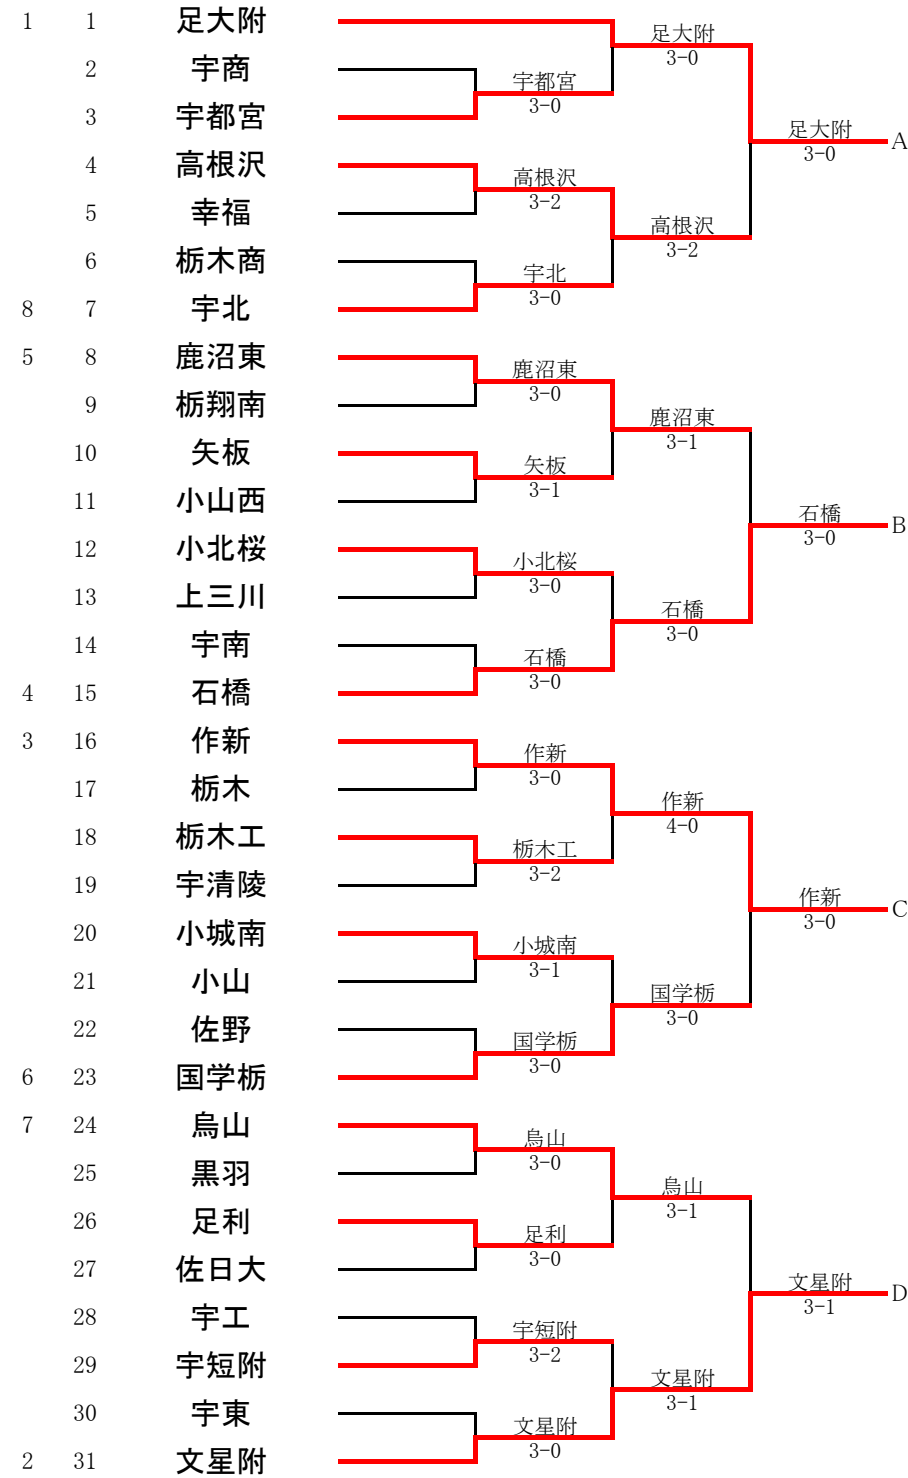 1 1 足大附
足大附
2 宇商
3-0
宇都宮
3-0
3 宇都宮
足大附 A
3-0
4 高根沢
高根沢
3-2
5 幸福
高根沢
3-2
6 栃木商
宇北
3-0
8 7 宇北
5 8 鹿沼東
鹿沼東
3-0
9 栃翔南
鹿沼東
3-1
10 矢板
矢板
3-1
11 小山西
石橋 B
3-0
12 小北桜
小北桜
3-0
13 上三川
石橋
3-0
14 宇南
石橋
3-0
4 15 石橋
3 16 作新
作新
3-0
17 栃木
作新
4-0
18 栃木工
栃木工
3-2
19 宇清陵
作新 C
3-0
20 小城南
小城南
3-1
21 小山
国学栃
3-0
22 佐野
国学栃
3-0
6 23 国学栃
7 24 烏山
烏山
3-0
25 黒羽
烏山
3-1
26 足利
足利
3-0
27 佐日大
文星附 D
3-1
28 宇工
宇短附
3-2
29 宇短附
文星附
3-1
30 宇東
文星附
3-0
2 31 文星附